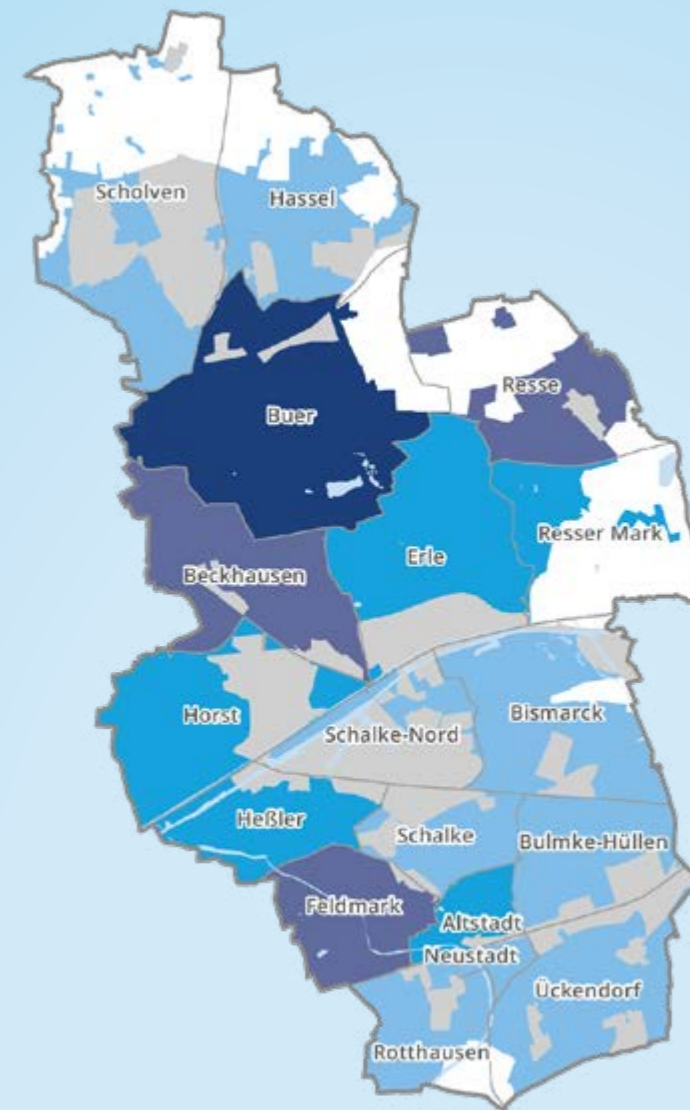 Scholven
Hassel
Buer
Resse
Resser Mark
Erle
Beckhausen
Horst
Bismarck
Schalke-Nord
Heßler
Schalke
Bulmke-Hüllen
Feldmark
Altstadt
Neustadt
Ückendorf
Rotthausen